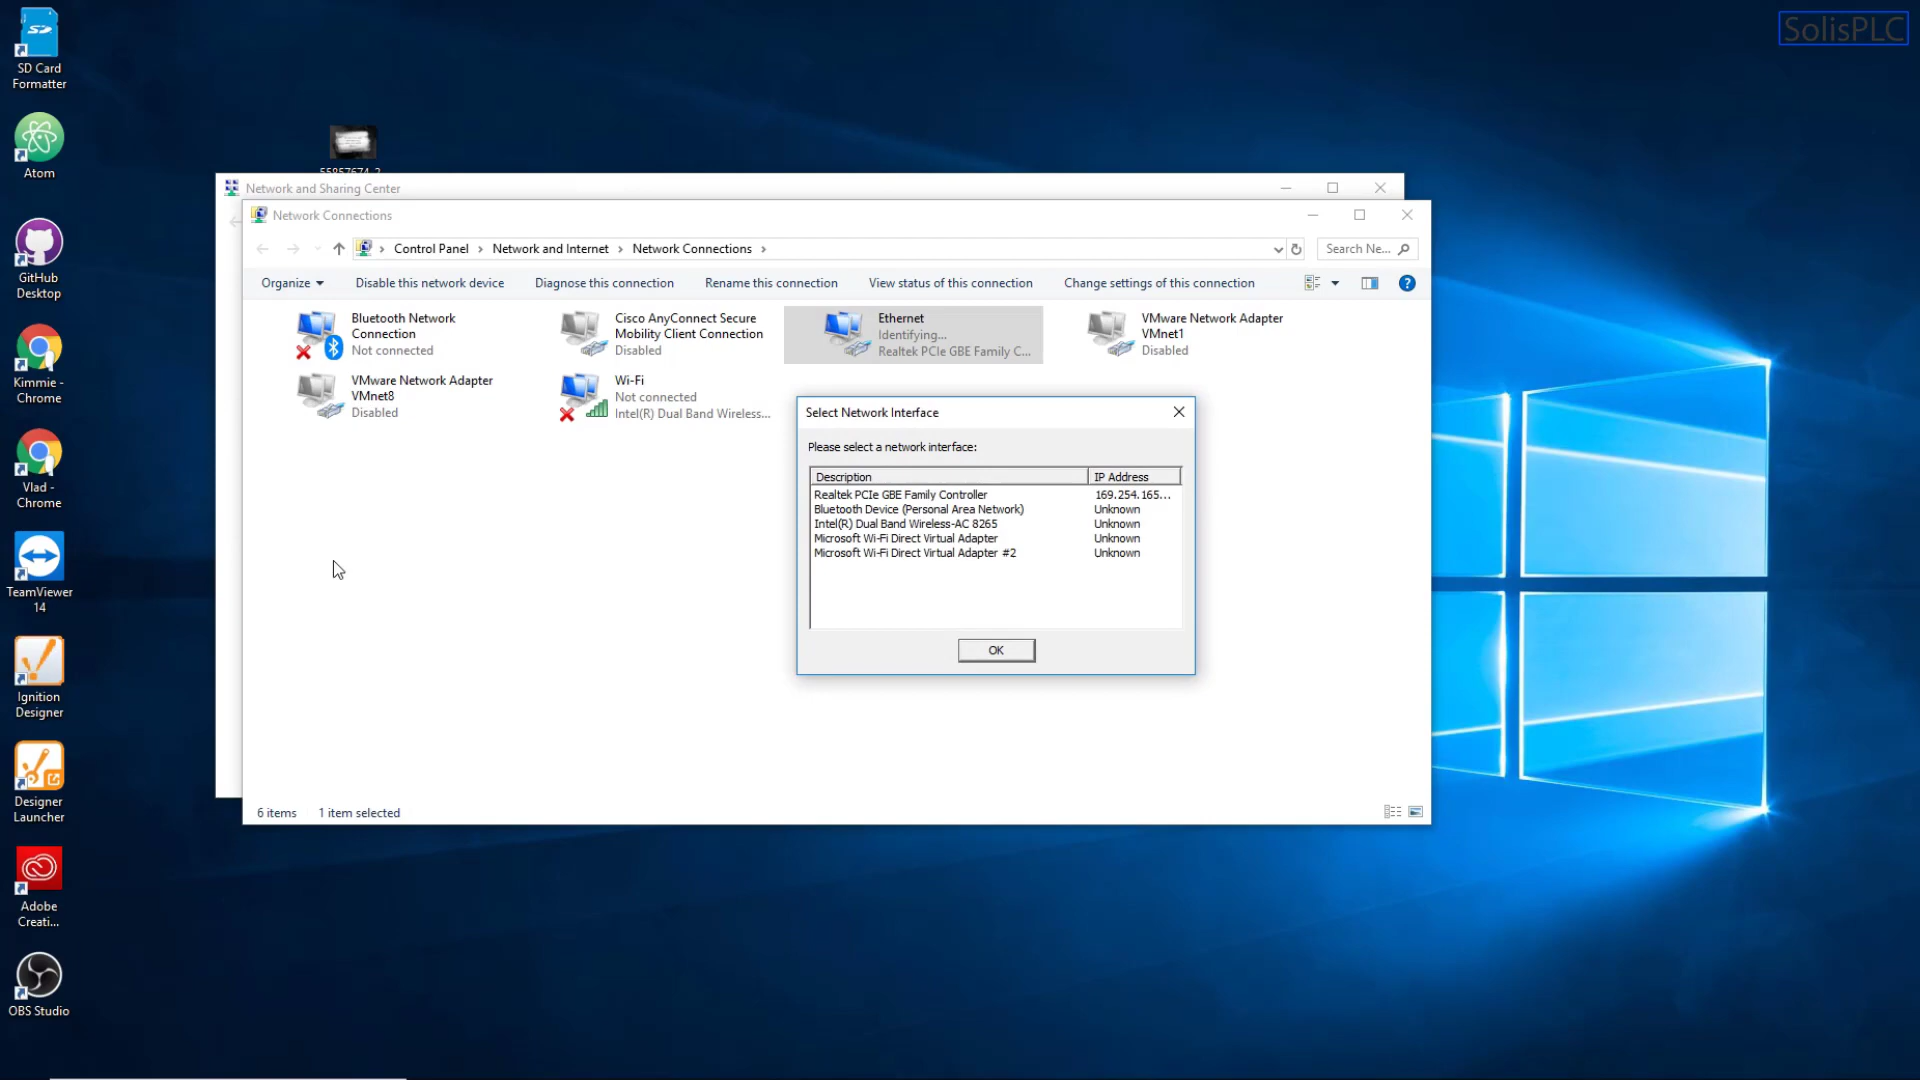 SolisPLC
SD Card
Formatter
Atom
GitHub
Desktop
Kimmie -
Chrome
Vlad -
Chrome
TeamViewer
14
Ignition
Designer
Designer
Launcher
Adobe
Creati...
OBS Studio
Network and Sharing Center
Network Connections
Control Panel > Network and Internet > Network Connections >
Search Ne...
Organize
Disable this network device
Diagnose this connection
Rename this connection
View status of this connection
Change settings of this connection
Bluetooth Network
Connection
Not connected
Cisco AnyConnect Secure
Mobility Client Connection
Disabled
Ethernet
Identifying...
Realtek PCIe GBE Family C...
VMware Network Adapter
VMnet1
Disabled
VMware Network Adapter
VMnet8
Disabled
Wi-Fi
Not connected
Intel(R) Dual Band Wireless...
Select Network Interface
Please select a network interface:
Description IP Address
Realtek PCIe GBE Family Controller 169.254.165...
Bluetooth Device (Personal Area Network) Unknown
Intel(R) Dual Band Wireless-AC 8265 Unknown
Microsoft Wi-Fi Direct Virtual Adapter Unknown
Microsoft Wi-Fi Direct Virtual Adapter #2 Unknown
OK
6 items 1 item selected